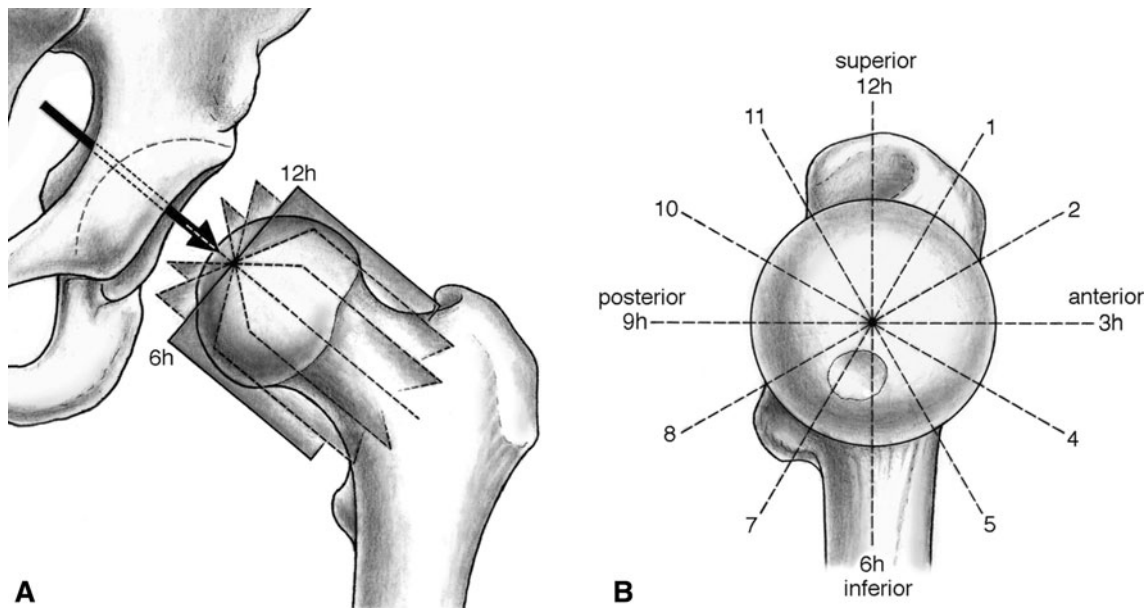 12h
6h
A
superior
12h
11
1
10
2
posterior
9h
anterior
3h
8
4
7
5
6h
inferior
B